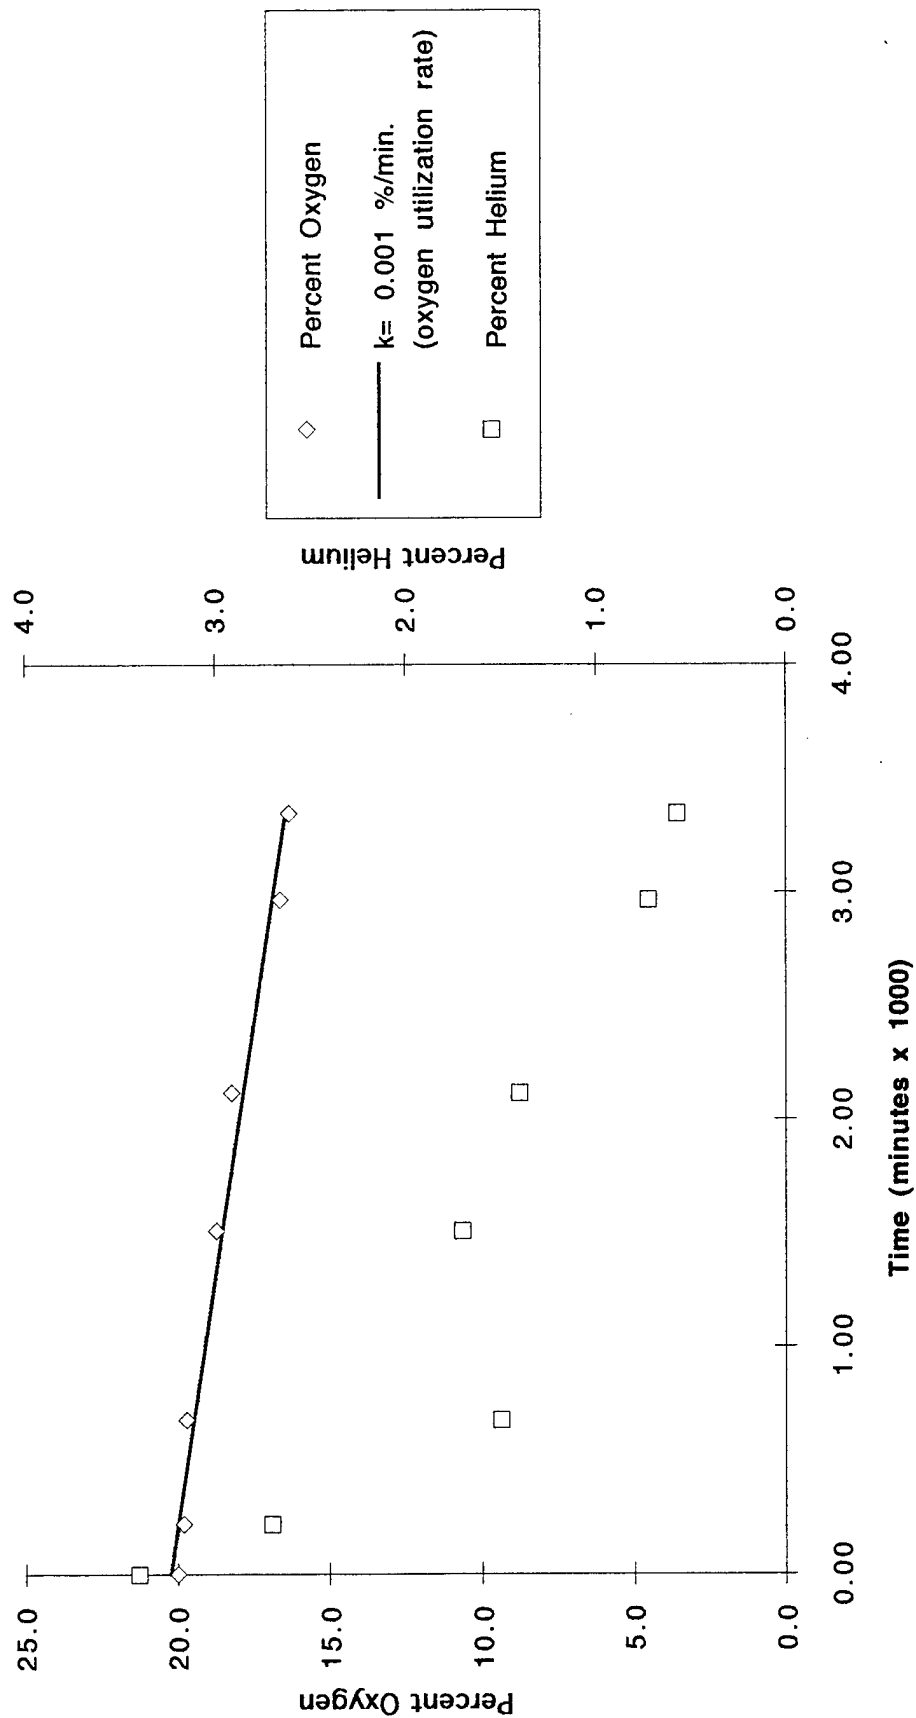 Percent Oxygen
25.0
20.0
15.0
10.0
5.0
0.0
0.00
1.00
2.00
3.00
4.00
Time (minutes x 1000)
4.0
3.0
2.0
1.0
0.0
Percent Helium
Percent Oxygen
k= 0.001 %/min.
(oxygen utilization rate)
Percent Helium